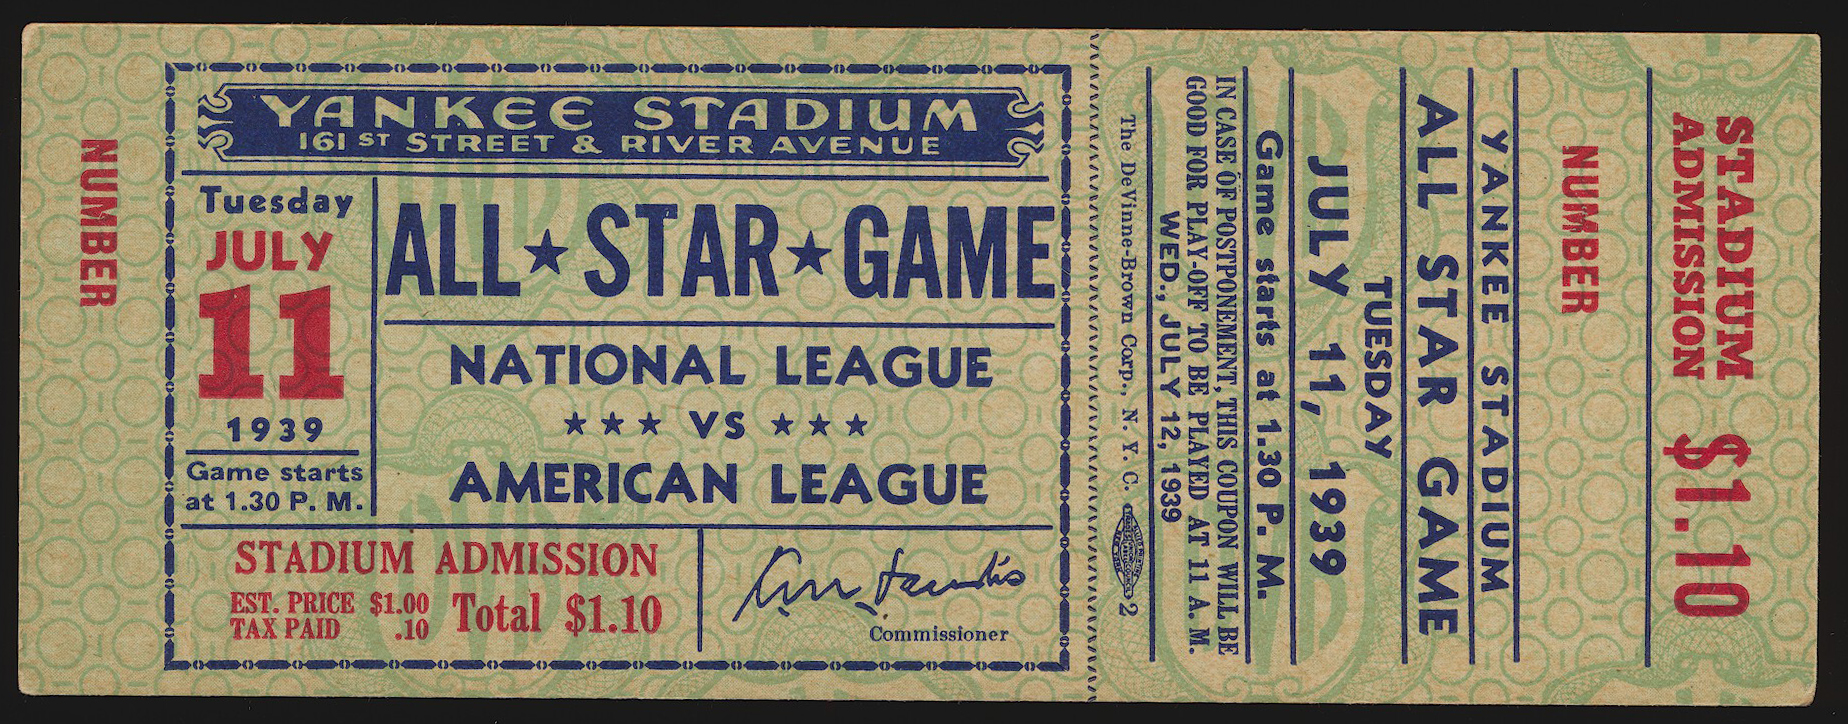 NUMBER
YANKEE STADIUM
161 ST STREET & RIVER AVENUE
Tuesday
JULY
11
1939
Game starts
at 1.30 P. M.
ALL★STAR★GAME
NATIONAL LEAGUE
★ ★ ★ VS ★ ★ ★
AMERICAN LEAGUE
STADIUM ADMISSION
EST. PRICE $1.00
TAX PAID .10
Total $1.10
Commissioner
STADIUM
ADMISSION
$1.10
NUMBER
YANKEE STADIUM
ALL STAR GAME
TUESDAY
JULY 11, 1939
Game starts at 1.30 P. M.
IN CASE OF POSTPONEMENT, THIS COUPON WILL BE
GOOD FOR PLAY-OFF TO BE PLAYED AT 11 A. M.
WED., JULY 12, 1939
The DeVinne-Brown Corp., N. Y. C. 2